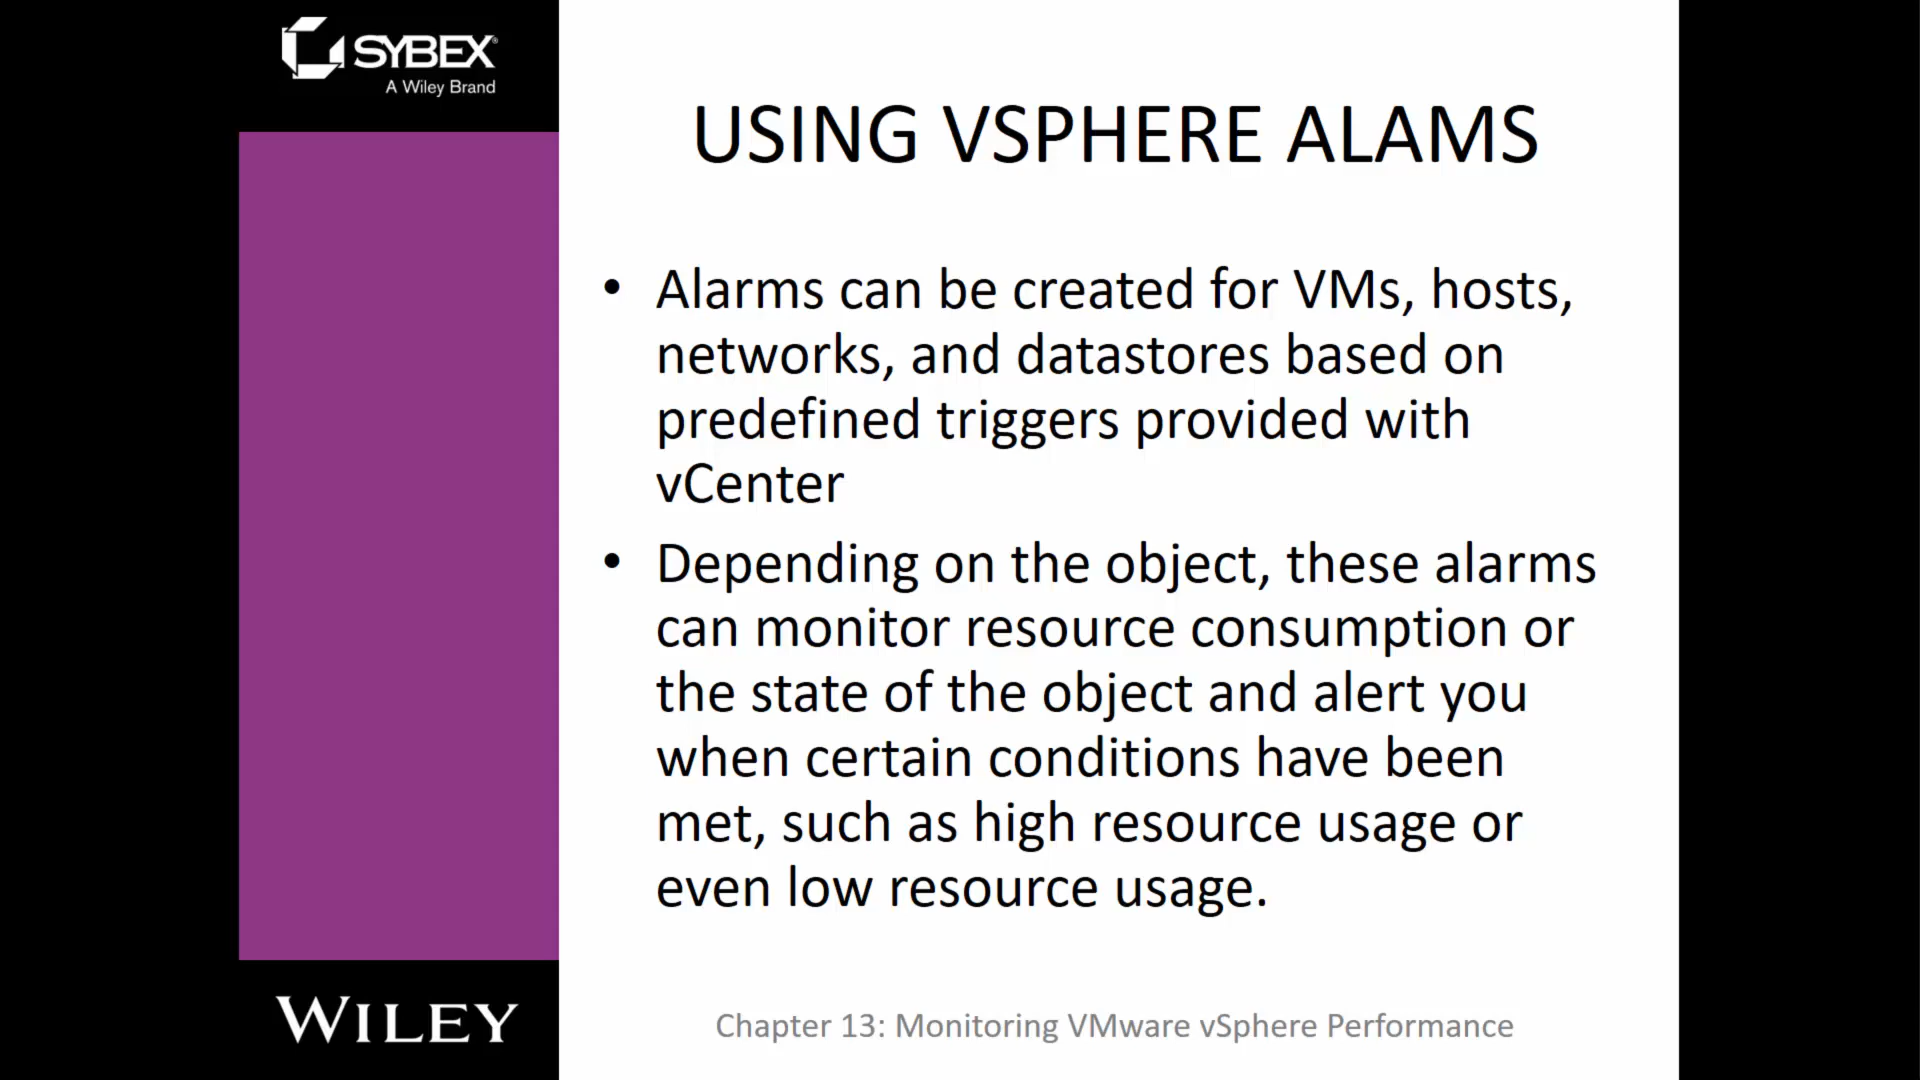 SYBEX®
A Wiley Brand
USING VSPHERE ALAMS
• Alarms can be created for VMs, hosts,
networks, and datastores based on
predefined triggers provided with
vCenter
• Depending on the object, these alarms
can monitor resource consumption or
the state of the object and alert you
when certain conditions have been
met, such as high resource usage or
even low resource usage.
WILEY
Chapter 13: Monitoring VMware vSphere Performance